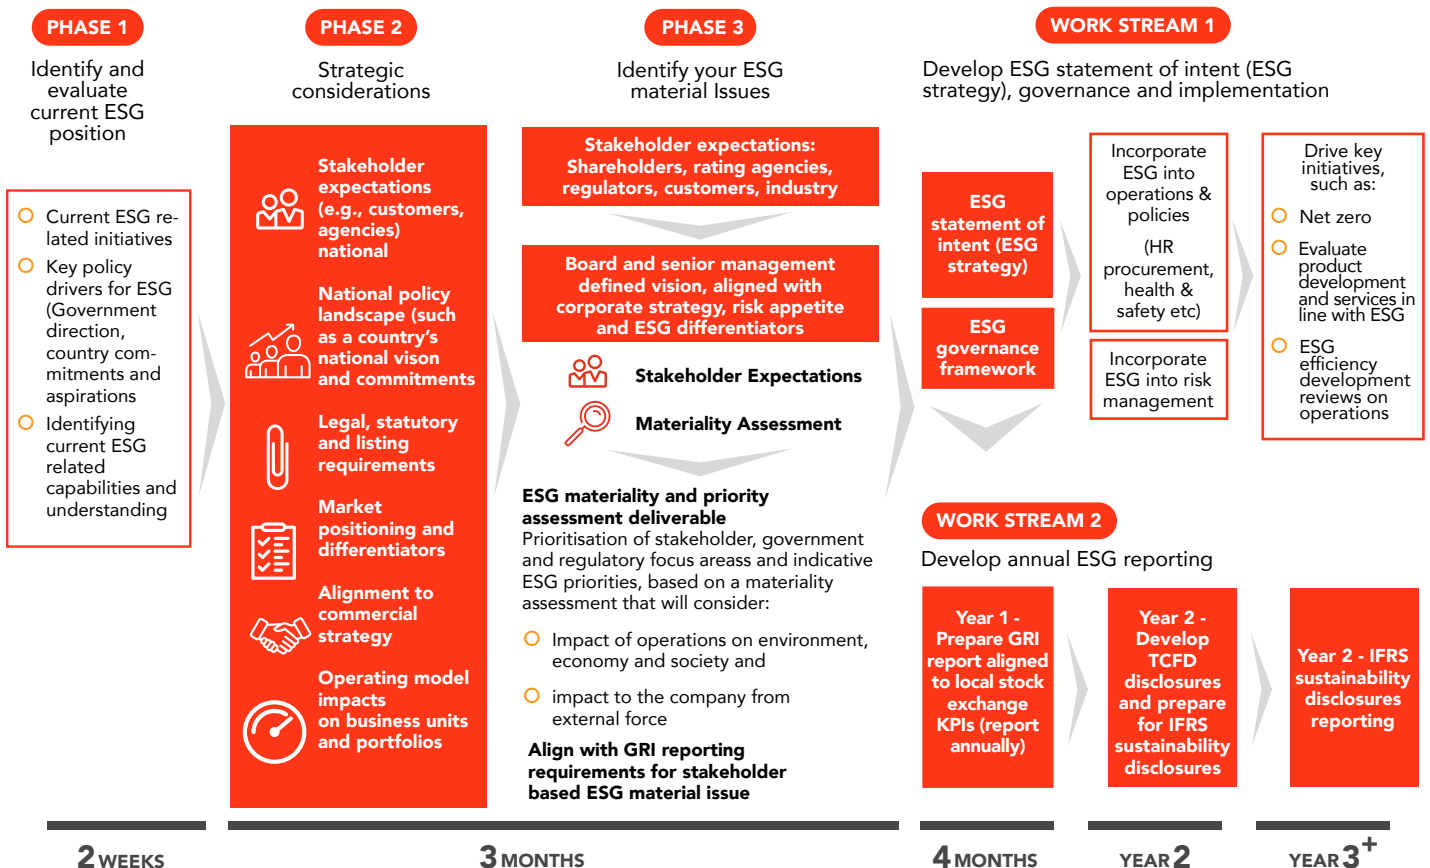 PHASE 1
Identify and
evaluate
current ESG
position
Current ESG re-
lated initiatives
Key policy
drivers for ESG
(Government
direction,
country com-
mitments and
aspirations
Identifying
current ESG
related
capabilities and
understanding
PHASE 2
Strategic
considerations
Stakeholder
expectations
(e.g., customers,
agencies)
national
National policy
landscape (such
as a country's
national vison
and commitments
Legal, statutory
and listing
requirements
Market
positioning and
differentiators
Alignment to
commercial
strategy
Operating model
impacts
on business units
and portfolios
PHASE 3
Identify your ESG
material Issues
Stakeholder expectations:
Shareholders, rating agencies,
regulators, customers, industry
Board and senior management
defined vision, aligned with
corporate strategy, risk appetite
and ESG differentiators
Stakeholder Expectations
Materiality Assessment
ESG materiality and priority
assessment deliverable
Prioritisation of stakeholder, government
and regulatory focus areass and indicative
ESG priorities, based on a materiality
assessment that will consider:
Impact of operations on environment,
economy and society and
impact to the company from
external force
Align with GRI reporting
requirements for stakeholder
based ESG material issue
WORK STREAM 1
Develop ESG statement of intent (ESG
strategy), governance and implementation
ESG
statement of
intent (ESG
strategy)
ESG
governance
framework
Incorporate
ESG into
operations &
policies
(HR
procurement,
health &
safety etc)
Incorporate
ESG into risk
management
Drive key
initiatives,
such as:
Net zero
Evaluate
product
development
and services in
line with ESG
ESG
efficiency
development
reviews on
operations
WORK STREAM 2
Develop annual ESG reporting
Year 1 -
Prepare GRI
report aligned
to local stock
exchange
KPIs (report
annually)
Year 2 -
Develop
TCFD
disclosures
and prepare
for IFRS
sustainability
disclosures
Year 2 - IFRS
sustainability
disclosures
reporting
2 WEEKS
3 MONTHS
4 MONTHS
YEAR 2
YEAR 3+